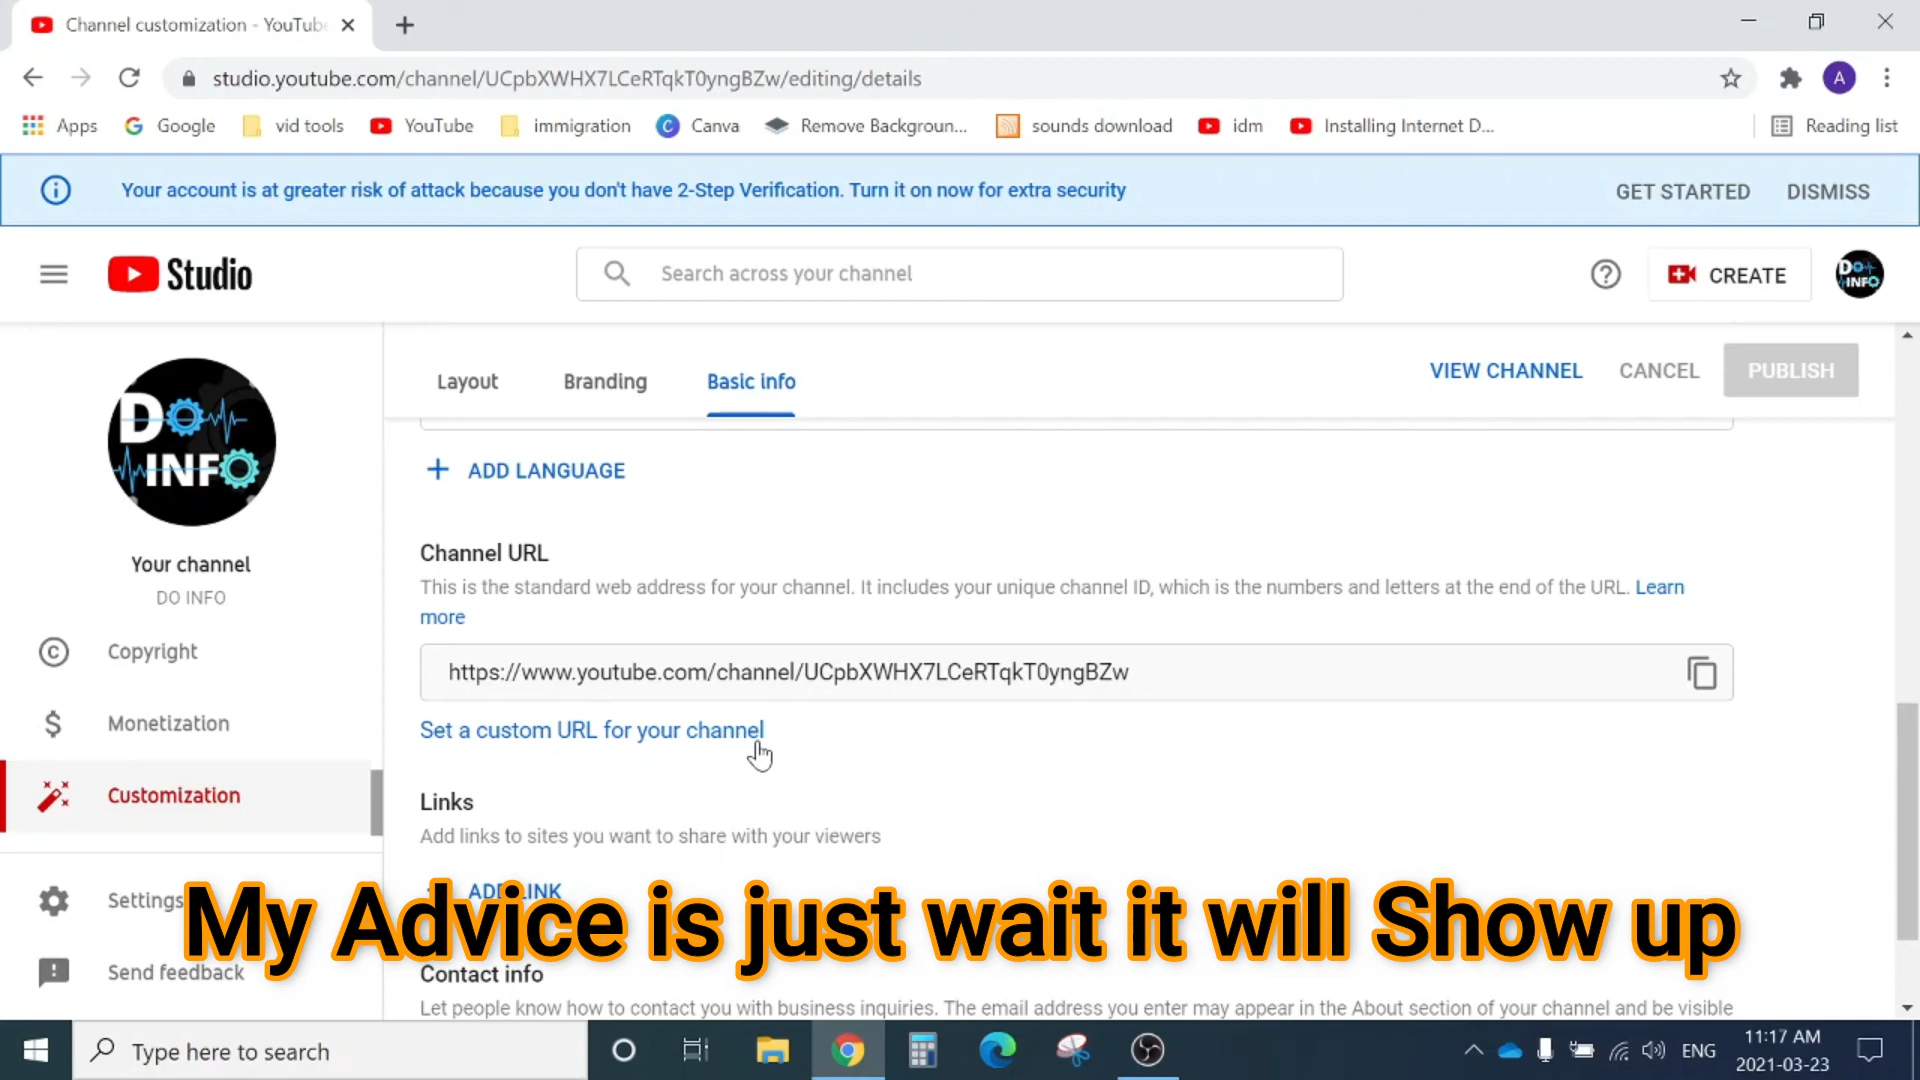 Channel customization - YouTube
studio.youtube.com/channel/UCpbXWHX7LCeRTqkT0yngBZw/editing/details
A
Apps
Google
vid tools
YouTube
immigration
Canva
Remove Backgroun...
sounds download
idm
Installing Internet D...
Reading list
Your account is at greater risk of attack because you don't have 2-Step Verification. Turn it on now for extra security
GET STARTED
DISMISS
Studio
Search across your channel
CREATE
DO
INFO
DO
INFO
Your channel
DO INFO
Copyright
Monetization
Customization
Settings
Send feedback
Layout
Branding
Basic info
VIEW CHANNEL
CANCEL
PUBLISH
+ ADD LANGUAGE
Channel URL
This is the standard web address for your channel. It includes your unique channel ID, which is the numbers and letters at the end of the URL. Learn
more
https://www.youtube.com/channel/UCpbXWHX7LCeRTqkT0yngBZw
Set a custom URL for your channel
Links
Add links to sites you want to share with your viewers
ADD LINK
My Advice is just wait it will Show up
Contact info
Let people know how to contact you with business inquiries. The email address you enter may appear in the About section of your channel and be visible
Type here to search
ENG
11:17 AM
2021-03-23